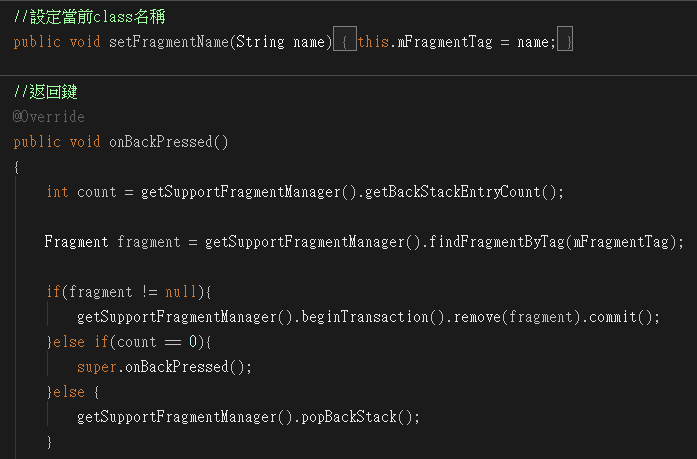 //設定當前class名稱
public void setFragmentName(String name) { this.mFragmentTag = name; }
//返回鍵
@Override
public void onBackPressed()
{
int count = getSupportFragmentManager().getBackStackEntryCount();
Fragment fragment = getSupportFragmentManager().findFragmentByTag(mFragmentTag);
if(fragment != null){
getSupportFragmentManager().beginTransaction().remove(fragment).commit();
}else if(count == 0){
super.onBackPressed();
}else {
getSupportFragmentManager().popBackStack();
}